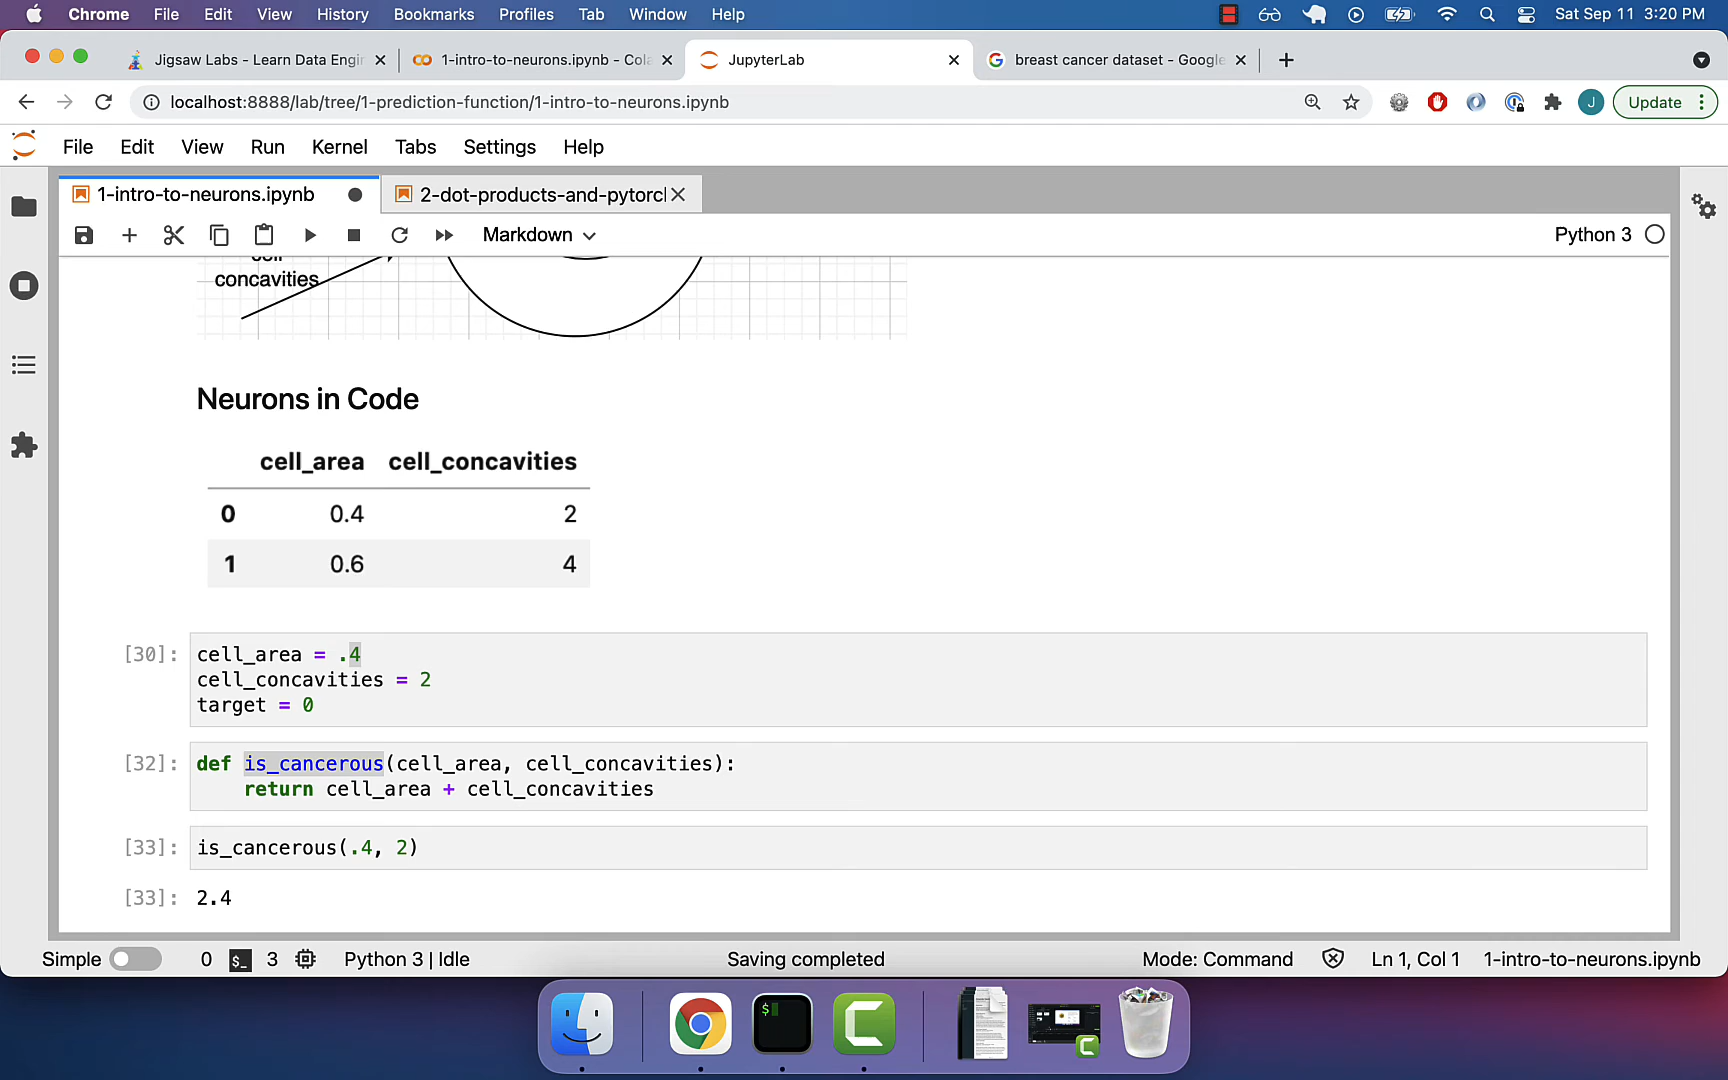 Chrome File Edit View History Bookmarks Profiles Tab Window Help Sat Sep 11 3:20 PM
Jigsaw Labs - Learn Data Engi 1-intro-to-neurons.ipynb - Col JupyterLab breast cancer dataset - Google
localhost:8888/lab/tree/1-prediction-function/1-intro-to-neurons.ipynb J Update
File Edit View Run Kernel Tabs Settings Help
1-intro-to-neurons.ipynb 2-dot-products-and-pytorc
Markdown Python 3
concavities
Neurons in Code
cell_area cell_concavities
0 0.4 2
1 0.6 4
[30]: cell_area = .4
cell_concavities = 2
target = 0
[32]: def is_cancerous(cell_area, cell_concavities):
return cell_area + cell_concavities
[33]: is_cancerous(.4, 2)
[33]: 2.4
Simple 0 $_ 3 Python 3 | Idle Saving completed Mode: Command Ln 1, Col 1 1-intro-to-neurons.ipynb
$